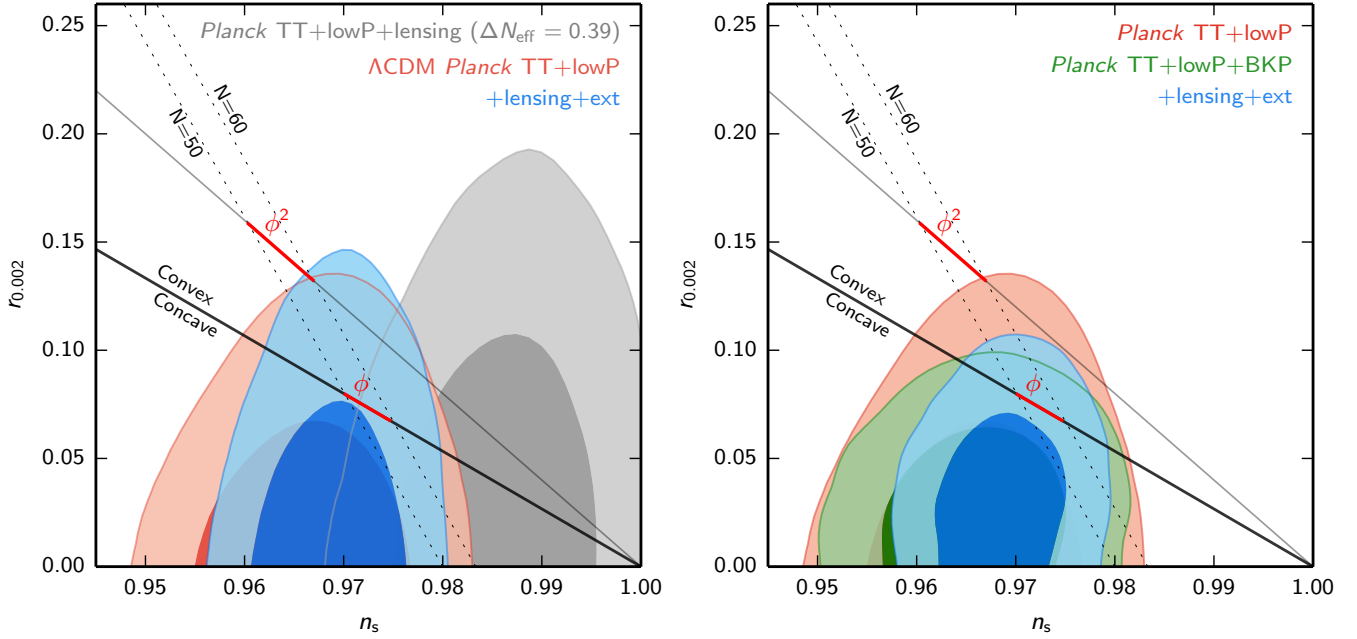 Planck TT+lowP+lensing (ΔN_eff = 0.39)
ΛCDM Planck TT+lowP
+lensing+ext
N=60
N=50
ϕ²
Convex
Concave
ϕ
0.25
0.20
0.15
0.10
0.05
0.00
r_0.002
0.95 0.96 0.97 0.98 0.99 1.00
n_s
Planck TT+lowP
Planck TT+lowP+BKP
+lensing+ext
N=60
N=50
ϕ²
Convex
Concave
ϕ
0.25
0.20
0.15
0.10
0.05
0.00
r_0.002
0.95 0.96 0.97 0.98 0.99 1.00
n_s